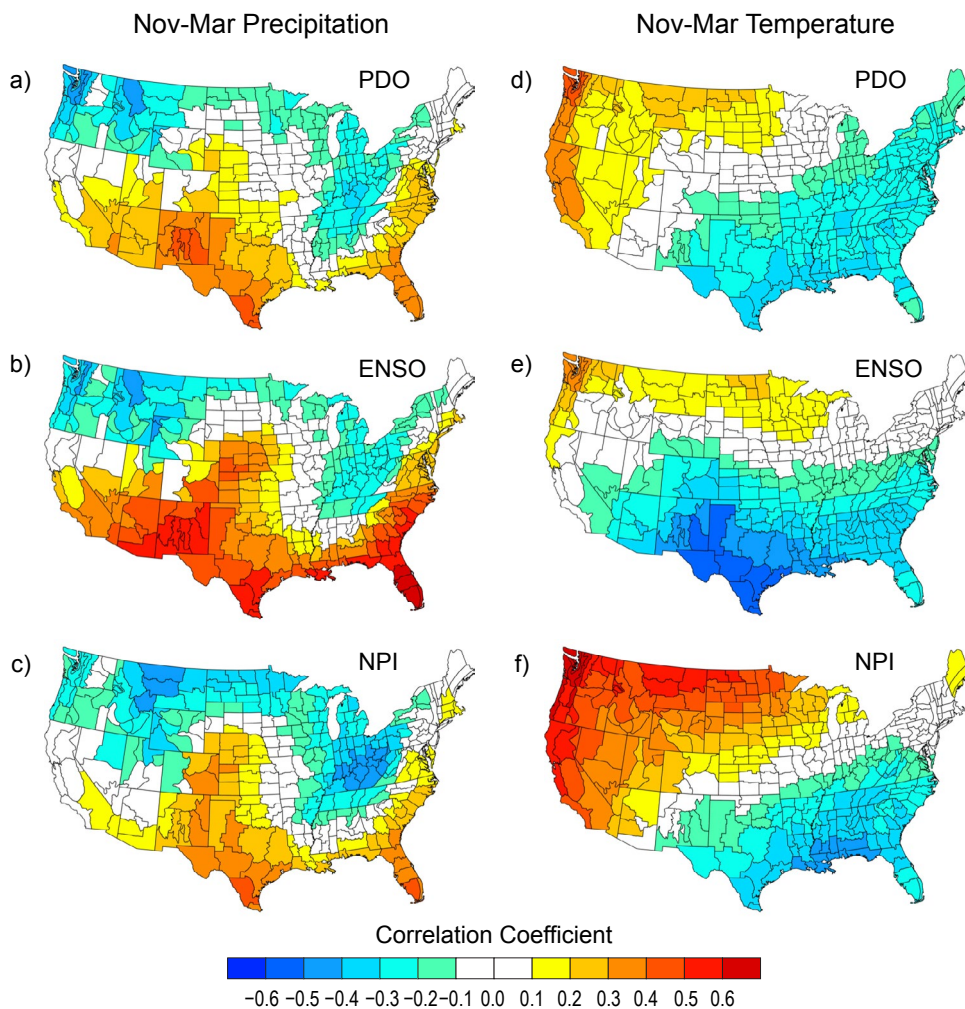 Nov-Mar Precipitation
Nov-Mar Temperature
a)
PDO
d)
PDO
b)
ENSO
e)
ENSO
c)
NPI
f)
NPI
Correlation Coefficient
−0.6 −0.5 −0.4 −0.3 −0.2 −0.1 0.0 0.1 0.2 0.3 0.4 0.5 0.6